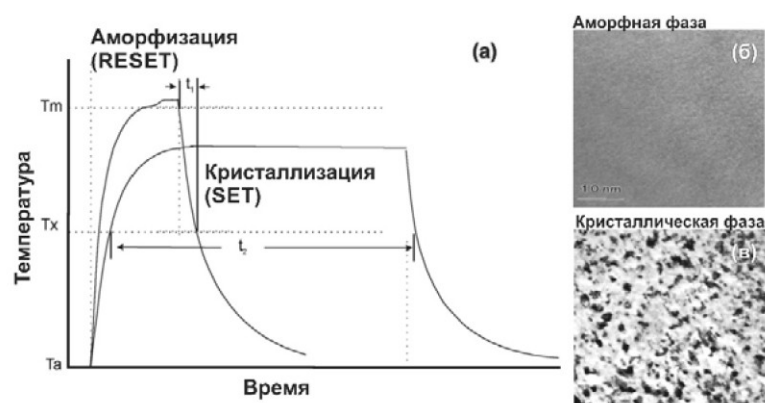 Аморфизация
(RESET)
(а)
t₁
Tm
Кристаллизация
(SET)
Температура
Tx
t₂
Ta
Время
Аморфная фаза
(б)
10 nm
Кристаллическая фаза
(в)